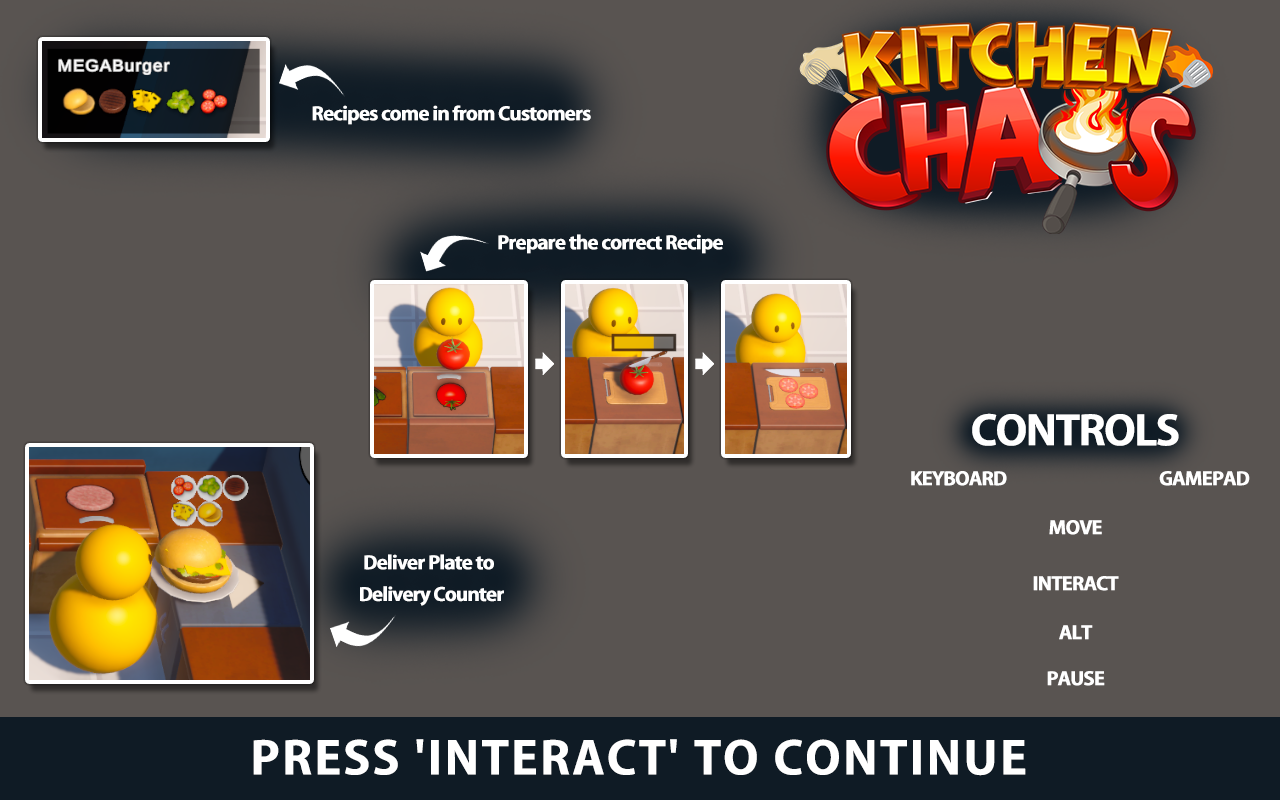 MEGABurger
Recipes come in from Customers
KITCHEN
CHAOS
Prepare the correct Recipe
Deliver Plate to
Delivery Counter
CONTROLS
KEYBOARD GAMEPAD
MOVE
INTERACT
ALT
PAUSE
PRESS 'INTERACT' TO CONTINUE